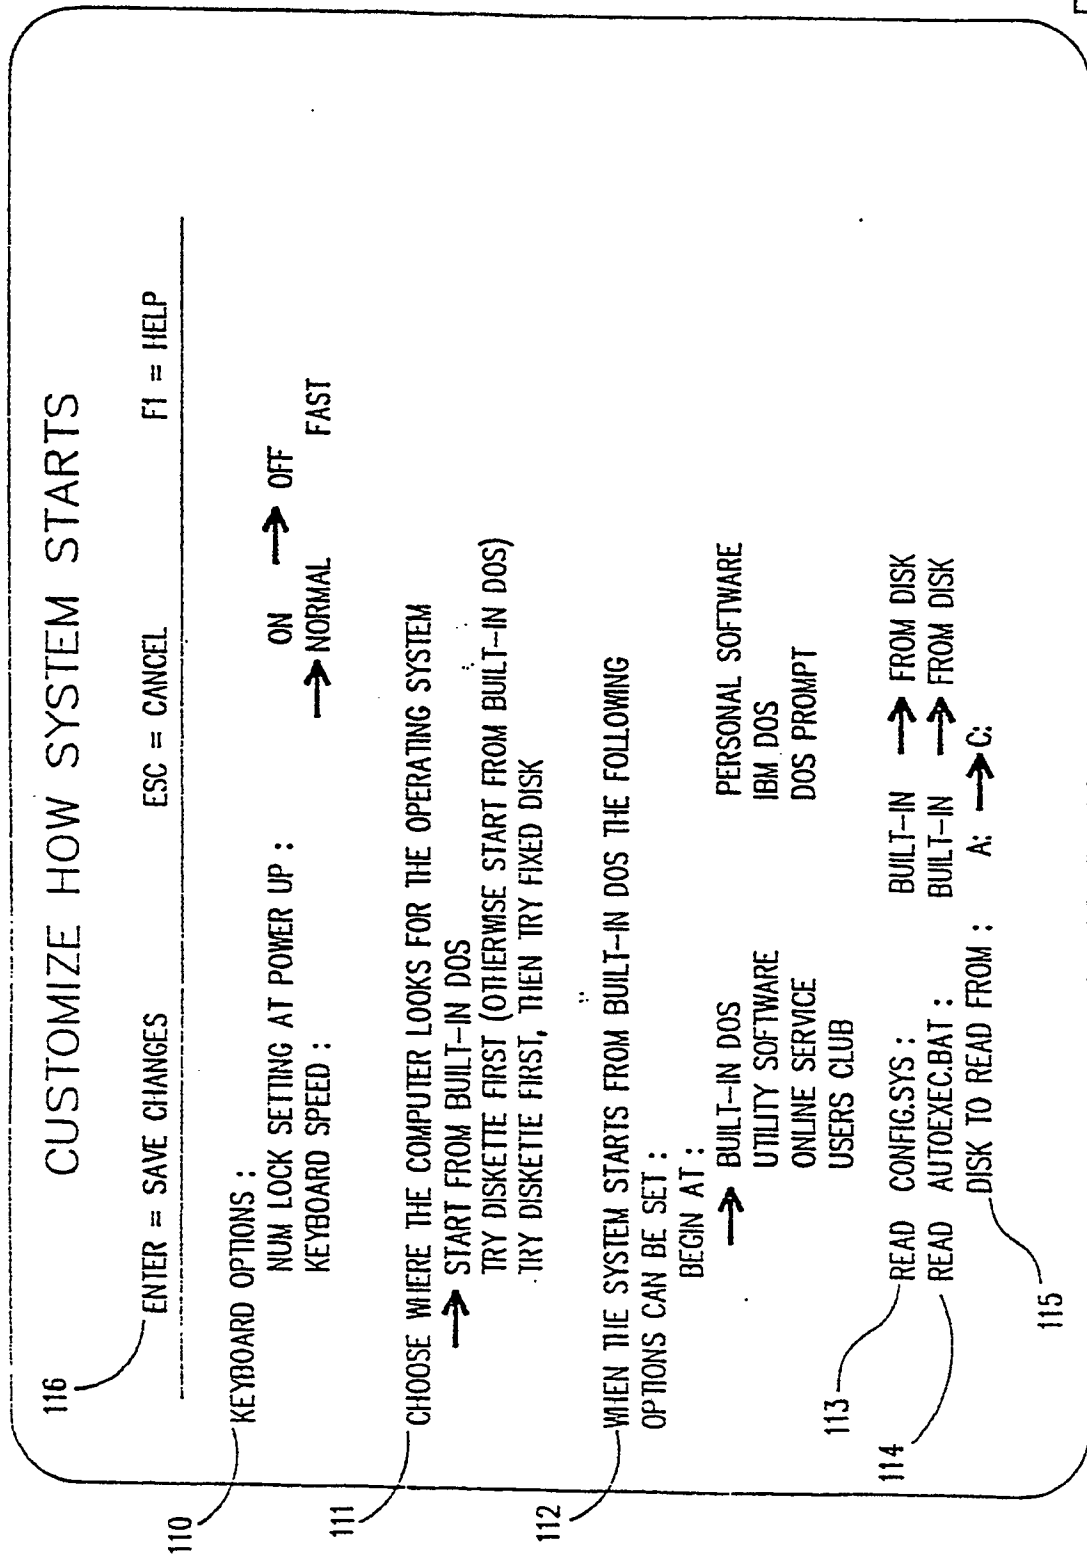 CUSTOMIZE HOW SYSTEM STARTS
116
ENTER = SAVE CHANGES ESC = CANCEL F1 = HELP
110
KEYBOARD OPTIONS :
NUM LOCK SETTING AT POWER UP : ON → OFF
KEYBOARD SPEED : → NORMAL FAST
111
CHOOSE WHERE THE COMPUTER LOOKS FOR THE OPERATING SYSTEM
→ START FROM BUILT-IN DOS
TRY DISKETTE FIRST (OTHERWISE START FROM BUILT-IN DOS)
TRY DISKETTE FIRST, THEN TRY FIXED DISK
112
WHEN THE SYSTEM STARTS FROM BUILT-IN DOS THE FOLLOWING
OPTIONS CAN BE SET :
BEGIN AT :
→ BUILT-IN DOS PERSONAL SOFTWARE
UTILITY SOFTWARE IBM DOS
ONLINE SERVICE DOS PROMPT
USERS CLUB
113
READ CONFIG.SYS : BUILT-IN → FROM DISK
114
READ AUTOEXEC.BAT : BUILT-IN → FROM DISK
DISK TO READ FROM : A: → C:
115